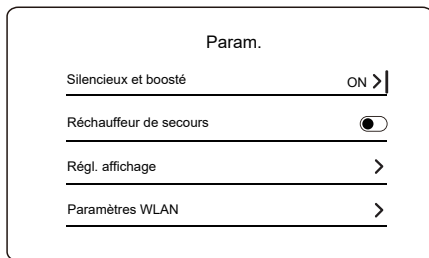 Param.
Silencieux et boosté ON
Réchauffeur de secours
Régl. affichage
Paramètres WLAN